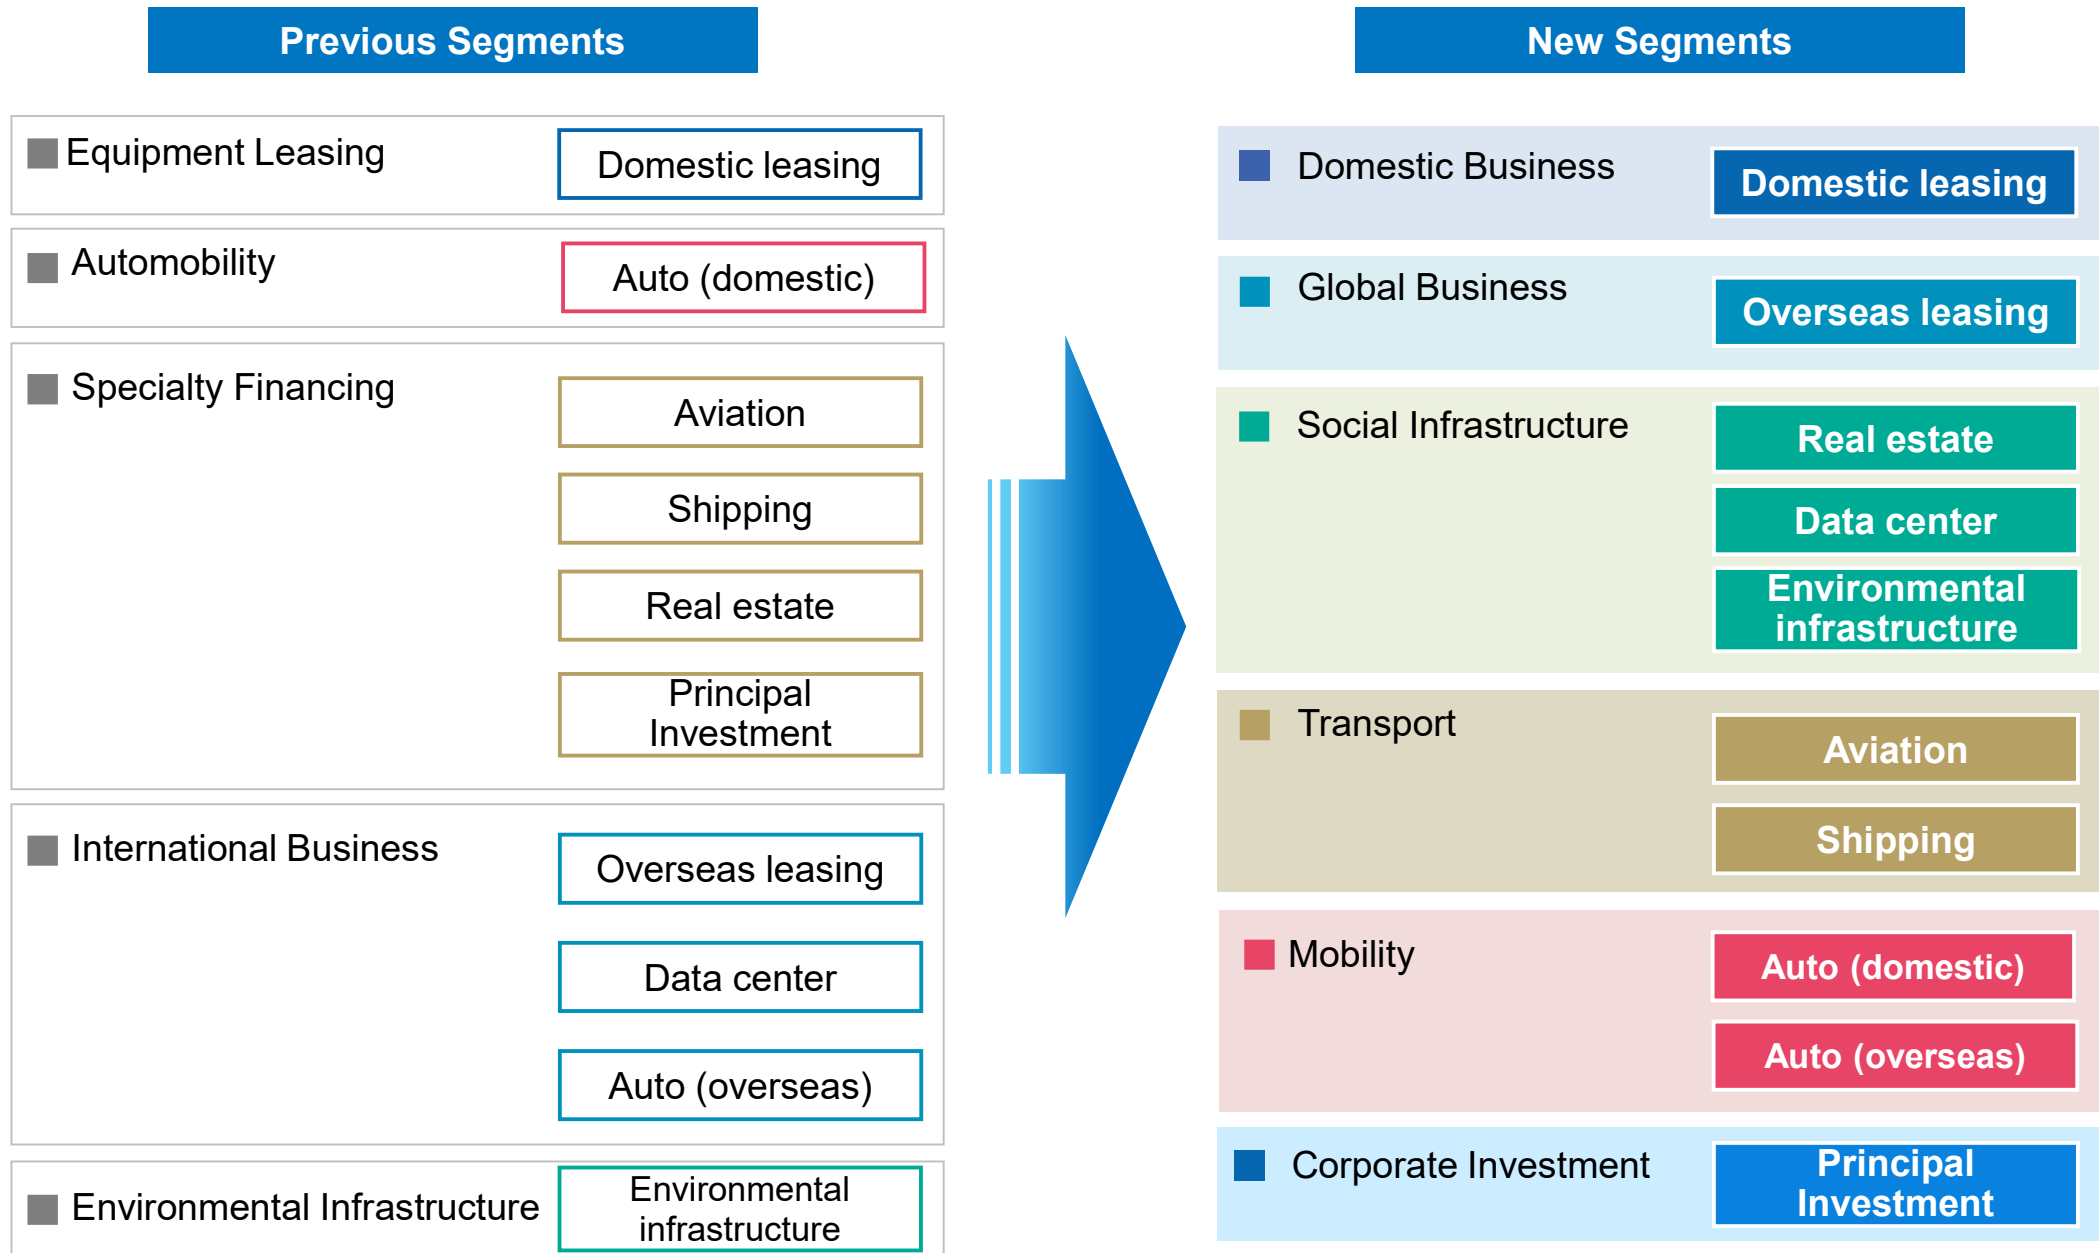 Previous Segments
Equipment Leasing
Domestic leasing
Automobility
Auto (domestic)
Specialty Financing
Aviation
Shipping
Real estate
Principal
Investment
International Business
Overseas leasing
Data center
Auto (overseas)
Environmental Infrastructure
Environmental
infrastructure
New Segments
Domestic Business
Domestic leasing
Global Business
Overseas leasing
Social Infrastructure
Real estate
Data center
Environmental
infrastructure
Transport
Aviation
Shipping
Mobility
Auto (domestic)
Auto (overseas)
Corporate Investment
Principal
Investment